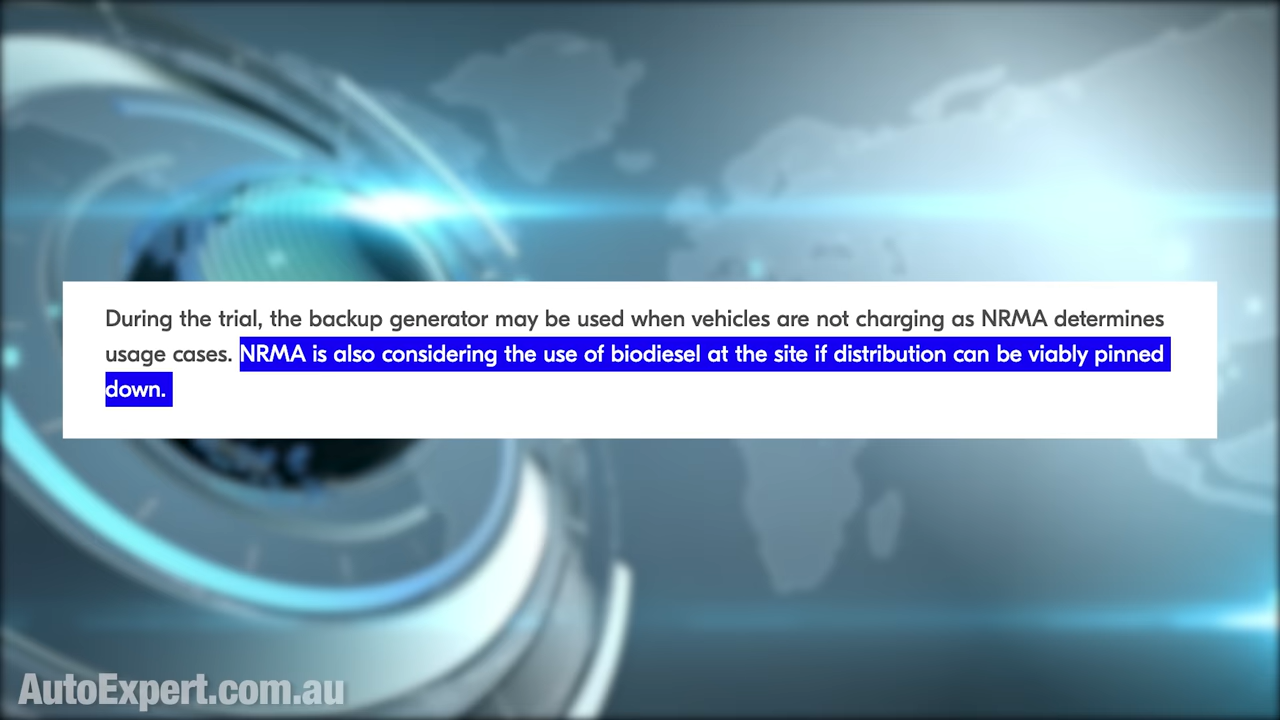 During the trial, the backup generator may be used when vehicles are not charging as NRMA determines
usage cases. NRMA is also considering the use of biodiesel at the site if distribution can be viably pinned
down.
AutoExpert.com.au